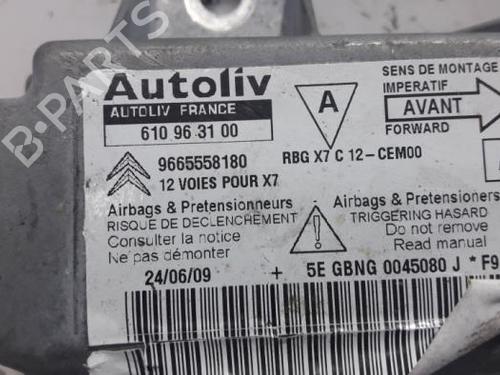 Autoliv
AUTOLIV FRANCE
610 96 31 00
A
SENS DE MONTAGE
IMPERATIF
AVANT
FORWARD
9665558180
12 VOIES POUR X7
RBG X7 C 12-CEM00
Airbags & Pretensionneurs
RISQUE DE DECLENCHEMENT
Consulter la notice
Ne pas démonter
Airbags & Pretensioners
TRIGGERING HASARD
Do not remove
Read manual
24/06/09 + 5E GBNG 0045080 J * F9
B-PARTS